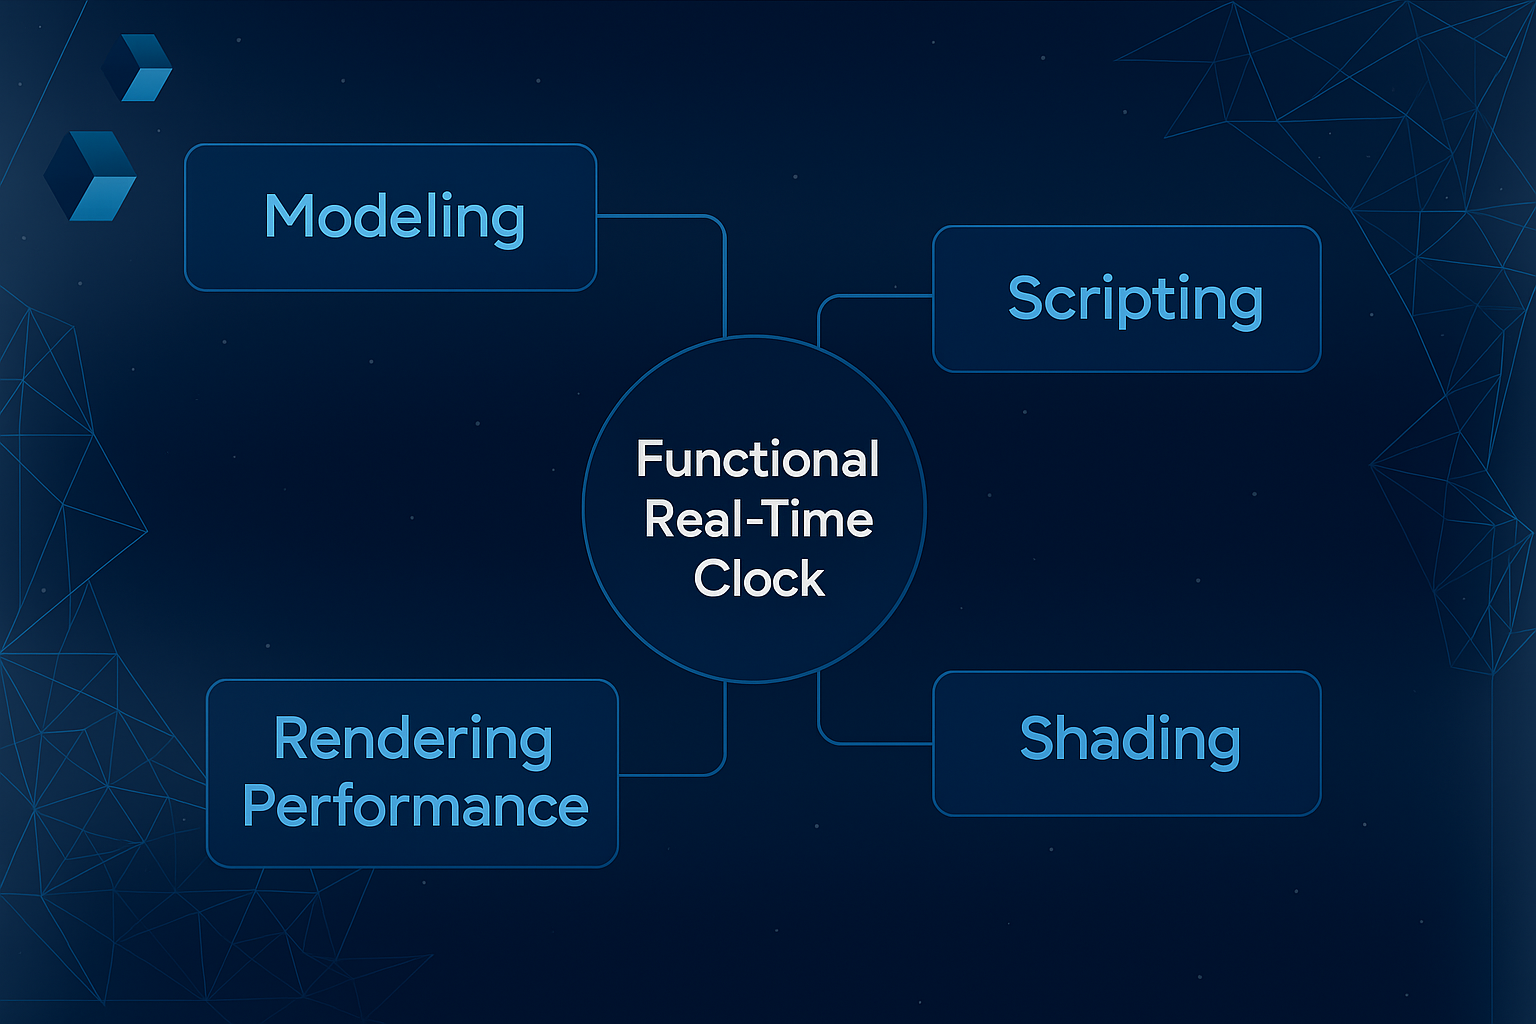 Modeling
Scripting
Functional
Real-Time
Clock
Rendering
Performance
Shading